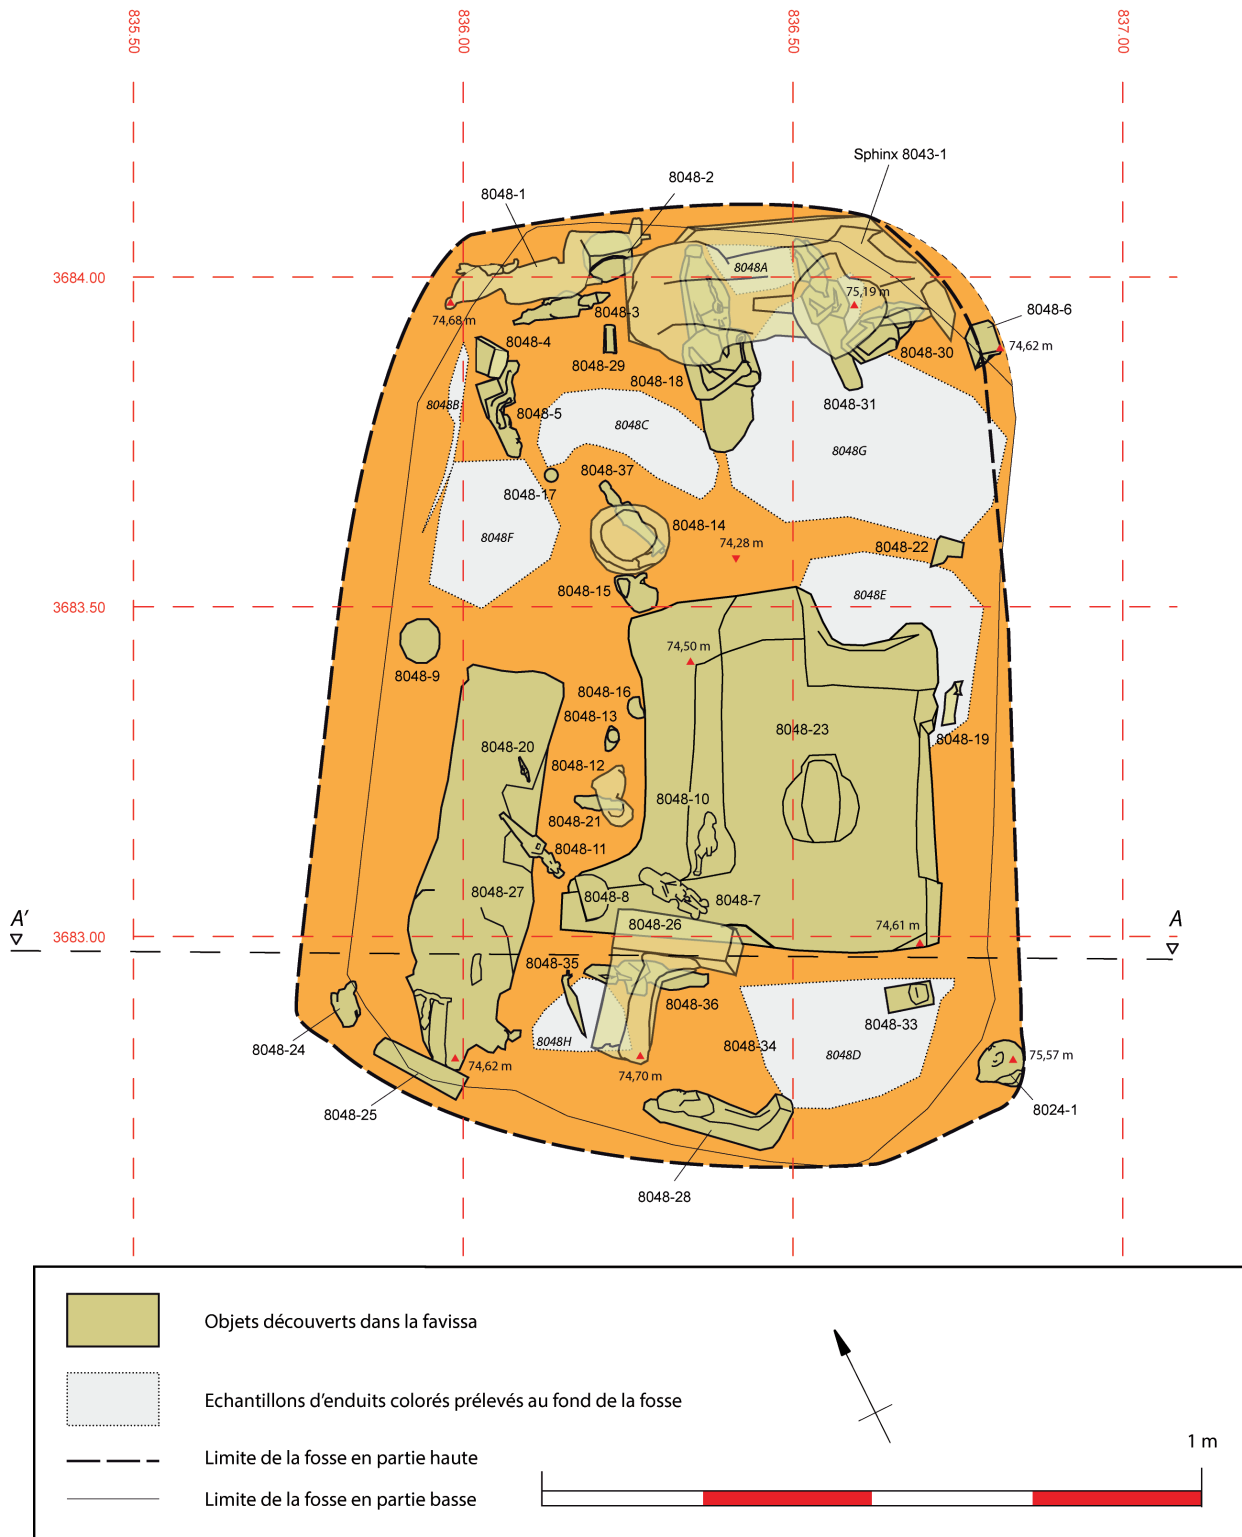 835.50
836.00
836.50
837.00
Sphinx 8043-1
8048-2
8048-1
8048A
3684.00
75,19 m
8048-6
74,68 m
8048-3
8048-4
74,62 m
8048-30
8048-29
8048-18
8048-31
8048B
8048-5
8048C
8048G
8048-37
8048-17
8048-14
8048F
74,28 m
8048-22
8048-15
8048E
3683.50
74,50 m
8048-9
8048-16
8048-13
8048-23
8048-19
8048-20
8048-12
8048-10
8048-21
8048-11
8048-27
8048-8
8048-7
A'
A
8048-26
74,61 m
3683.00
8048-35
8048-36
8048-33
8048-24
8048H
8048-34
8048D
75,57 m
74,62 m
74,70 m
8048-25
8024-1
8048-28
Objets découverts dans la favissa
Echantillons d'enduits colorés prélevés au fond de la fosse
1 m
Limite de la fosse en partie haute
Limite de la fosse en partie basse